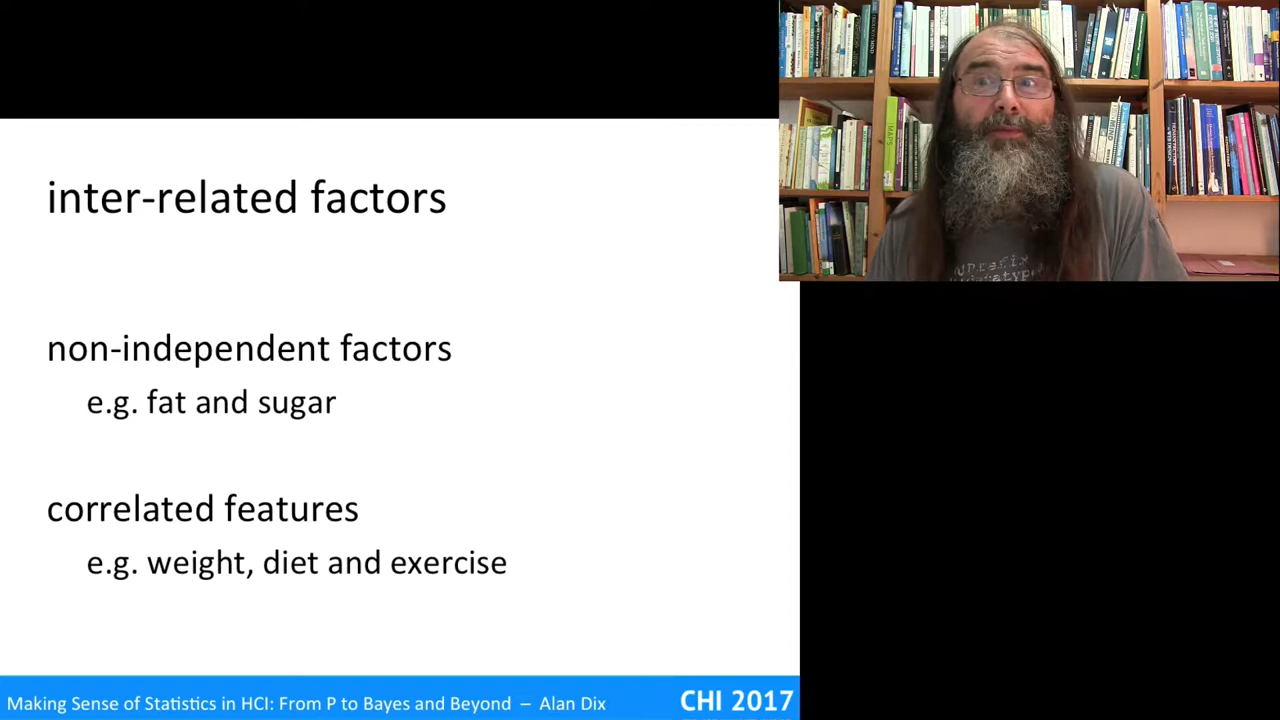 inter-related factors
non-independent factors
e.g. fat and sugar
correlated features
e.g. weight, diet and exercise
Making Sense of Statistics in HCI: From P to Bayes and Beyond – Alan Dix
CHI 2017
MAPS